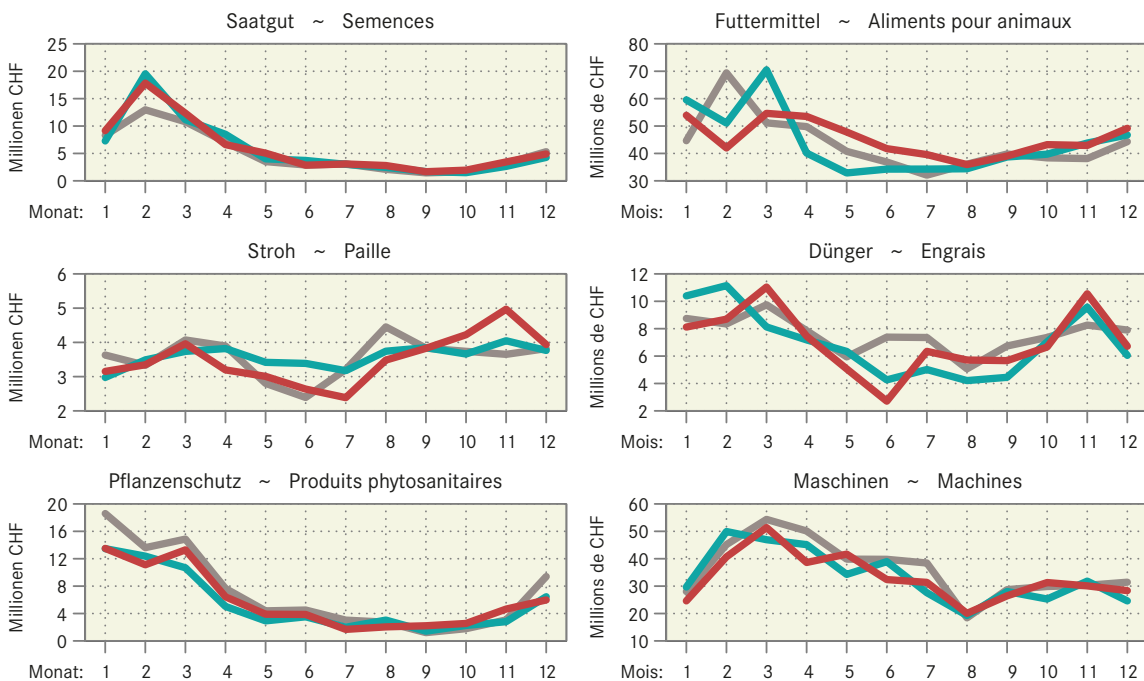 Saatgut ~ Semences
Millionen CHF
25
20
15
10
5
0
Monat: 1 2 3 4 5 6 7 8 9 10 11 12
Futtermittel ~ Aliments pour animaux
Millions de CHF
80
70
60
50
40
30
Mois: 1 2 3 4 5 6 7 8 9 10 11 12
Stroh ~ Paille
Millionen CHF
6
5
4
3
2
Monat: 1 2 3 4 5 6 7 8 9 10 11 12
Dünger ~ Engrais
Millions de CHF
12
10
8
6
4
2
Mois: 1 2 3 4 5 6 7 8 9 10 11 12
Pflanzenschutz ~ Produits phytosanitaires
Millionen CHF
20
16
12
8
4
0
Monat: 1 2 3 4 5 6 7 8 9 10 11 12
Maschinen ~ Machines
Millions de CHF
60
50
40
30
20
10
Mois: 1 2 3 4 5 6 7 8 9 10 11 12